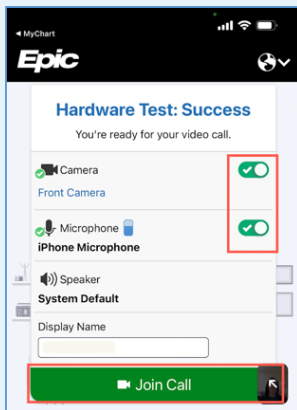 MyChart
Epic
Hardware Test: Success
You're ready for your video call.
Camera
Front Camera
Microphone
iPhone Microphone
Speaker
System Default
Display Name
Join Call